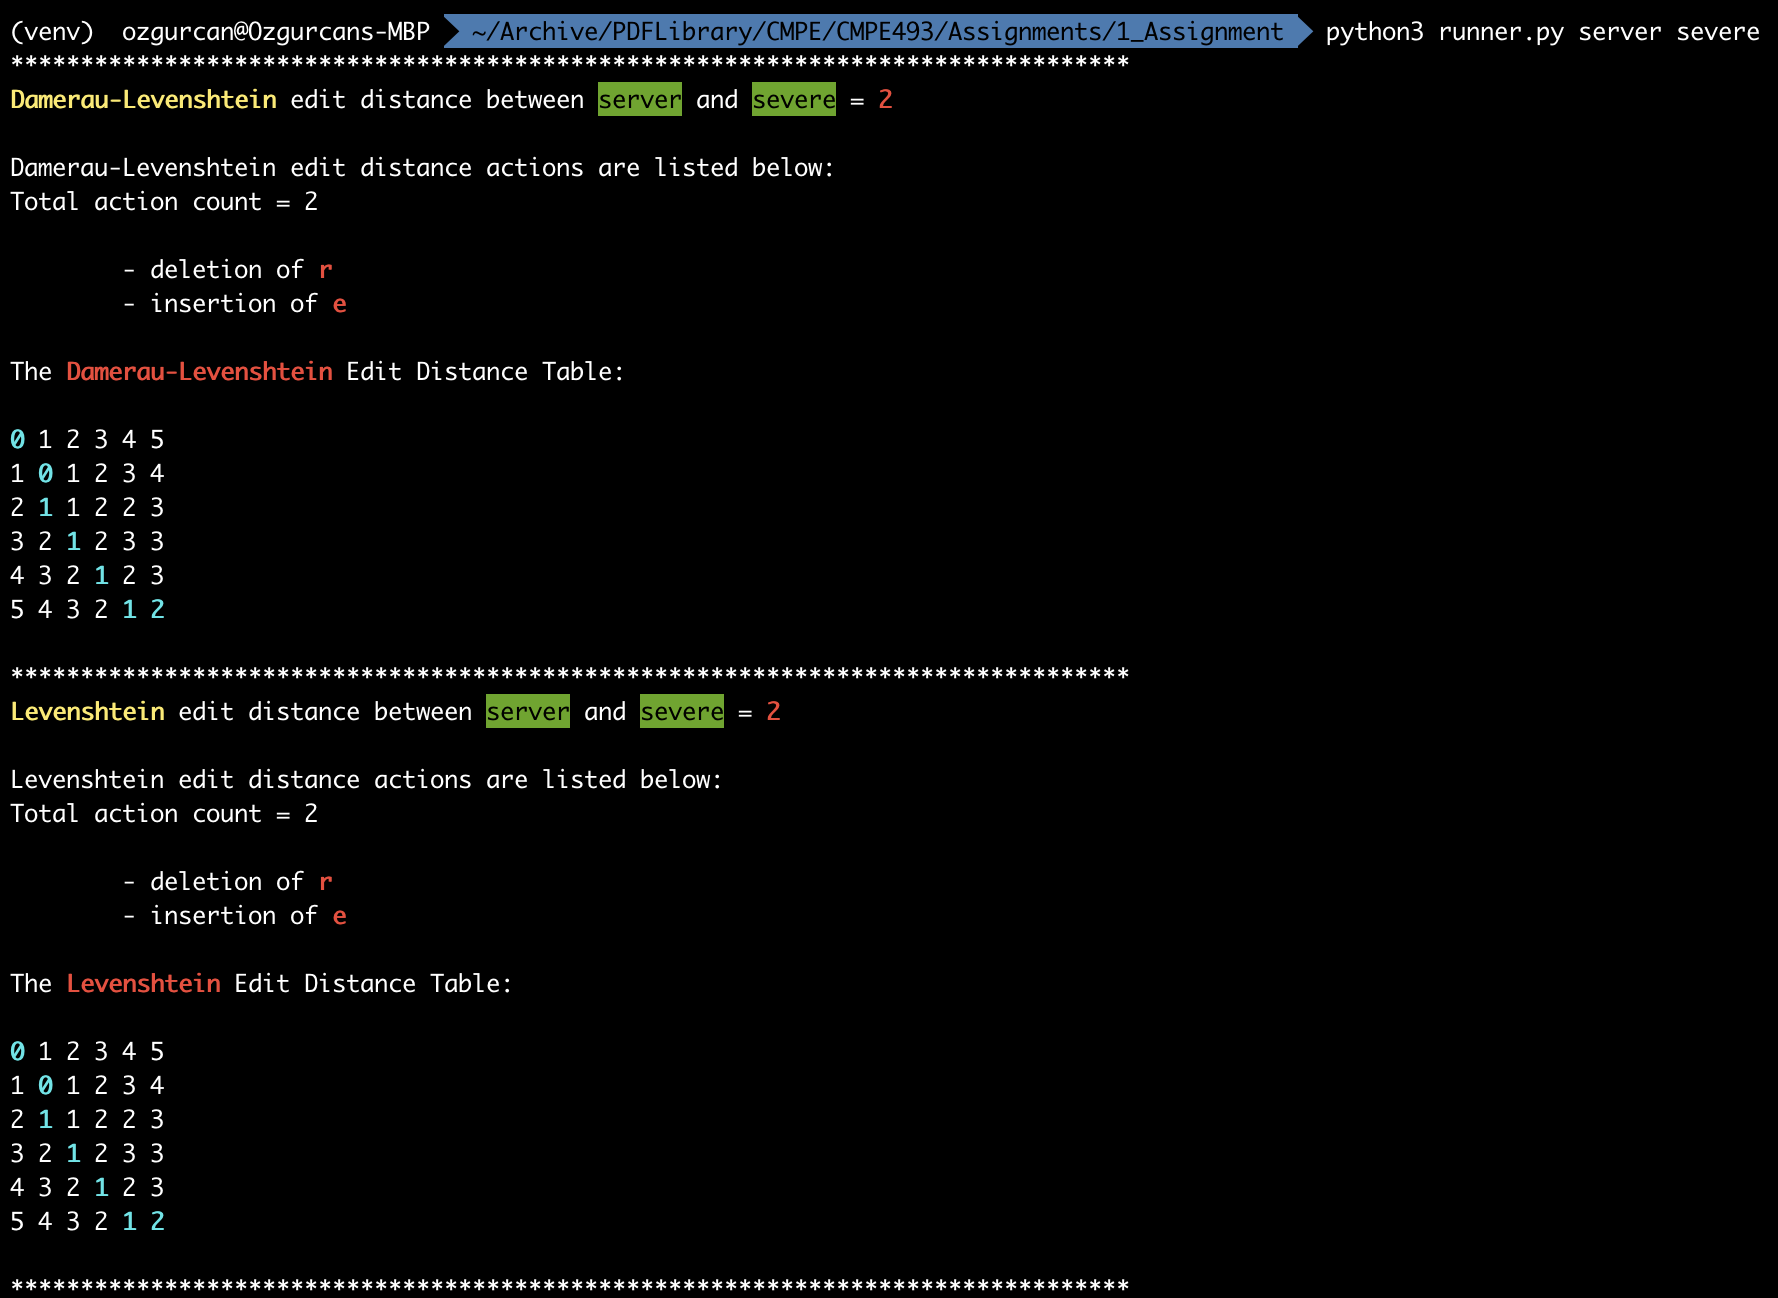 (venv) ozgurcan@Ozgurcans-MBP ~/Archive/PDFLibrary/CMPE/CMPE493/Assignments/1_Assignment python3 runner.py server severe
********************************************************************************
Damerau-Levenshtein edit distance between server and severe = 2
Damerau-Levenshtein edit distance actions are listed below:
Total action count = 2
- deletion of r
- insertion of e
The Damerau-Levenshtein Edit Distance Table:
0 1 2 3 4 5
1 0 1 2 3 4
2 1 1 2 2 3
3 2 1 2 3 3
4 3 2 1 2 3
5 4 3 2 1 2
********************************************************************************
Levenshtein edit distance between server and severe = 2
Levenshtein edit distance actions are listed below:
Total action count = 2
- deletion of r
- insertion of e
The Levenshtein Edit Distance Table:
0 1 2 3 4 5
1 0 1 2 3 4
2 1 1 2 2 3
3 2 1 2 3 3
4 3 2 1 2 3
5 4 3 2 1 2
********************************************************************************